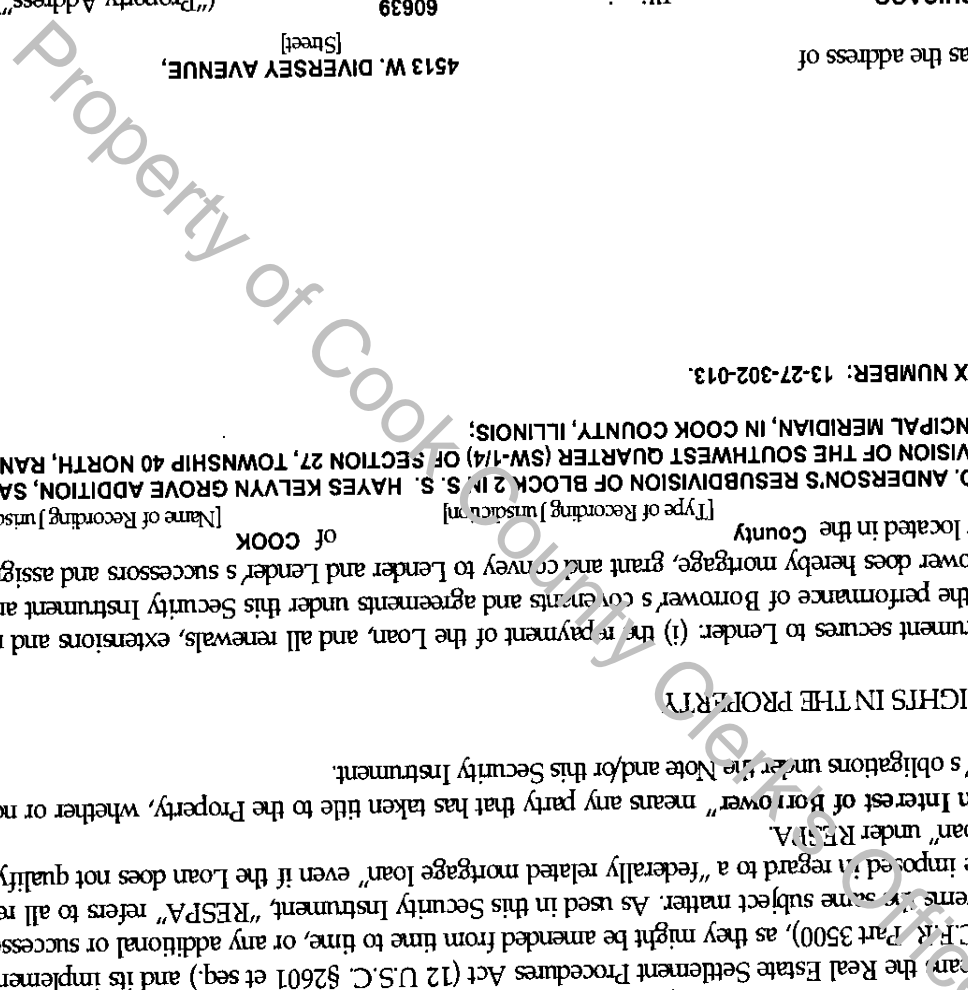 the Real Estate Settlement Procedures Act (12 U.S.C. §2601 et seq.) and its implemen
C.F.R. Part 3500), as they might be amended from time to time, or any additional or successo
same subject matter. As used in this Security Instrument, "RESPA" refers to all re
imposed in regard to a "federally related mortgage loan" even if the Loan does not qualify
oan" under RESPA.
n Interest of Borrower" means any party that has taken title to the Property, whether or no
's obligations under the Note and/or this Security Instrument.
IGHTS IN THE PROPERTY
rument secures to Lender: (i) the repayment of the Loan, and all renewals, extensions and
the performance of Borrower's covenants and agreements under this Security Instrument an
ower does hereby mortgage, grant and convey to Lender and Lender's successors and assig
located in the County of COOK
[Type of Recording Jurisdiction] [Name of Recording Jurisd
D. ANDERSON'S RESUBDIVISION OF BLOCK 2 IN S. S. HAYES KELVYN GROVE ADDITION, SA
VISION OF THE SOUTHWEST QUARTER (SW-1/4) OF SECTION 27, TOWNSHIP 40 NORTH, RAN
NCIPAL MERIDIAN, IN COOK COUNTY, ILLINOIS;
X NUMBER: 13-27-302-013.
as the address of 4513 W. DIVERSEY AVENUE,
[Street]
60639 ("Property Address"
Property of Cook County Clerk's Office